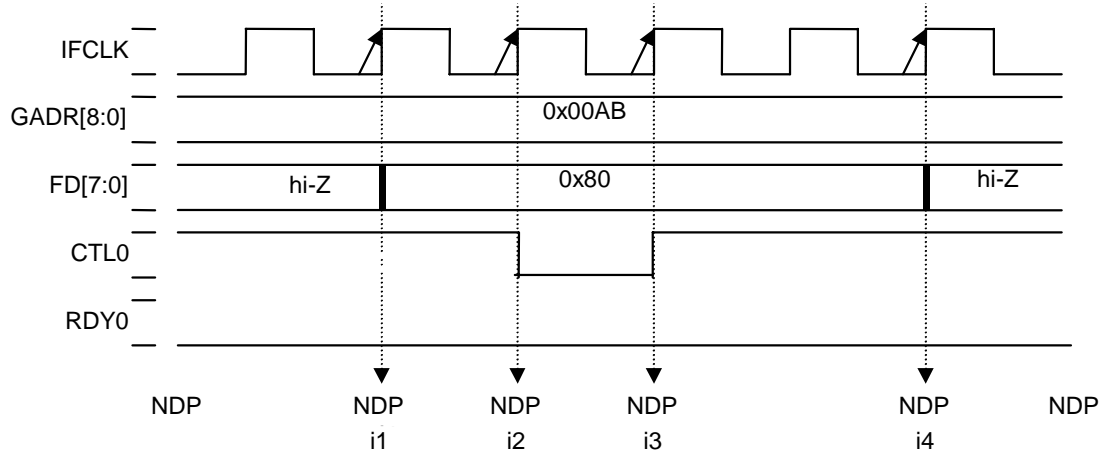 IFCLK
GADR[8:0]
0x00AB
FD[7:0]
hi-Z
0x80
hi-Z
CTL0
RDY0
NDP NDP NDP NDP NDP NDP
i1 i2 i3 i4